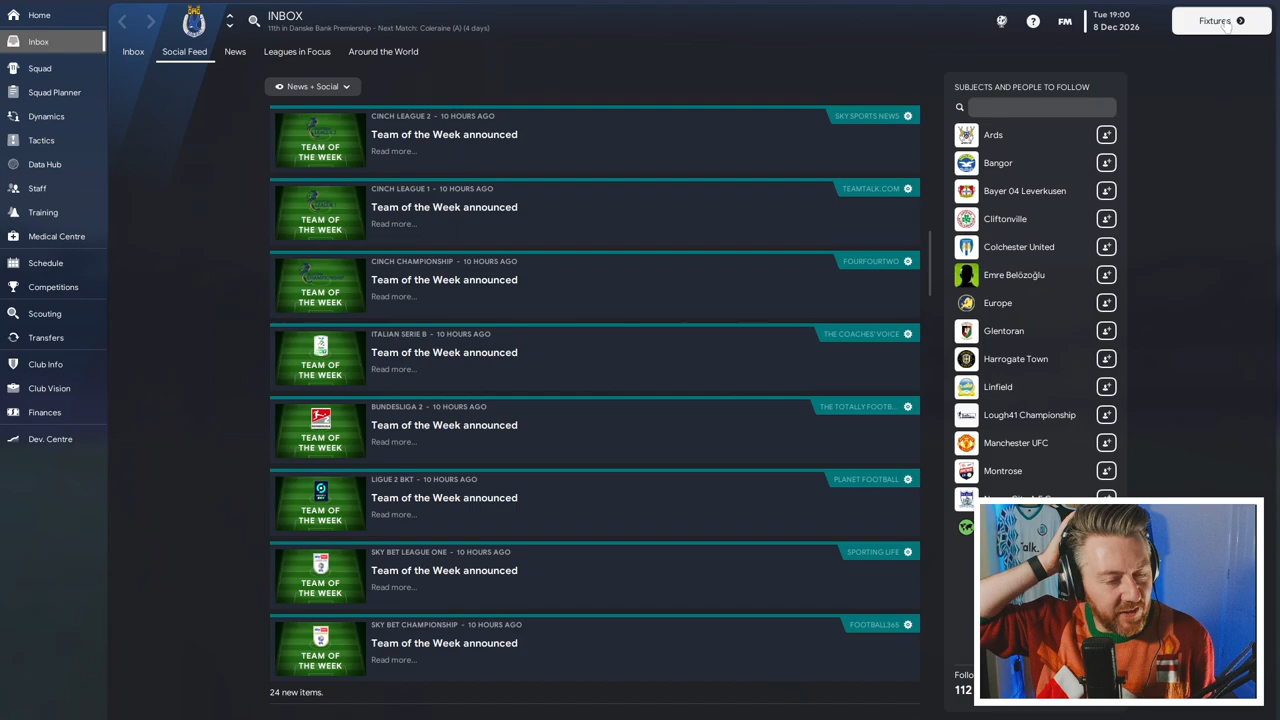 Home
INBOX
11th in Danske Bank Premiership - Next Match: Coleraine (A) (4 days)
FM
Tue 19:00
8 Dec 2026
Fixtures
Inbox
Squad
Squad Planner
Dynamics
Tactics
Data Hub
Staff
Training
Medical Centre
Schedule
Competitions
Scouting
Transfers
Club Info
Club Vision
Finances
Dev. Centre
Inbox
Social Feed
News
Leagues in Focus
Around the World
News + Social
CINCH LEAGUE 2 - 10 HOURS AGO
SKY SPORTS NEWS
Team of the Week announced
Read more...
TEAM OF
THE WEEK
CINCH LEAGUE 1 - 10 HOURS AGO
TEAMTALK.COM
Team of the Week announced
Read more...
TEAM OF
THE WEEK
CINCH CHAMPIONSHIP - 10 HOURS AGO
FOURFOURTWO
Team of the Week announced
Read more...
TEAM OF
THE WEEK
ITALIAN SERIE B - 10 HOURS AGO
THE COACHES' VOICE
Team of the Week announced
Read more...
TEAM OF
THE WEEK
BUNDESLIGA 2 - 10 HOURS AGO
THE TOTALLY FOOTB...
Team of the Week announced
Read more...
TEAM OF
THE WEEK
LIGUE 2 BKT - 10 HOURS AGO
PLANET FOOTBALL
Team of the Week announced
Read more...
TEAM OF
THE WEEK
SKY BET LEAGUE ONE - 10 HOURS AGO
SPORTING LIFE
Team of the Week announced
Read more...
TEAM OF
THE WEEK
SKY BET CHAMPIONSHIP - 10 HOURS AGO
FOOTBALL365
Team of the Week announced
Read more...
TEAM OF
THE WEEK
24 new items.
SUBJECTS AND PEOPLE TO FOLLOW
Ards
Bangor
Bayer 04 Leverkusen
Cliftonville
Colchester United
Emre Belözoğlu
Europe
Glentoran
Harrogate Town
Linfield
Lough41 Championship
Manchester UFC
Montrose
Follo
112
Talk.